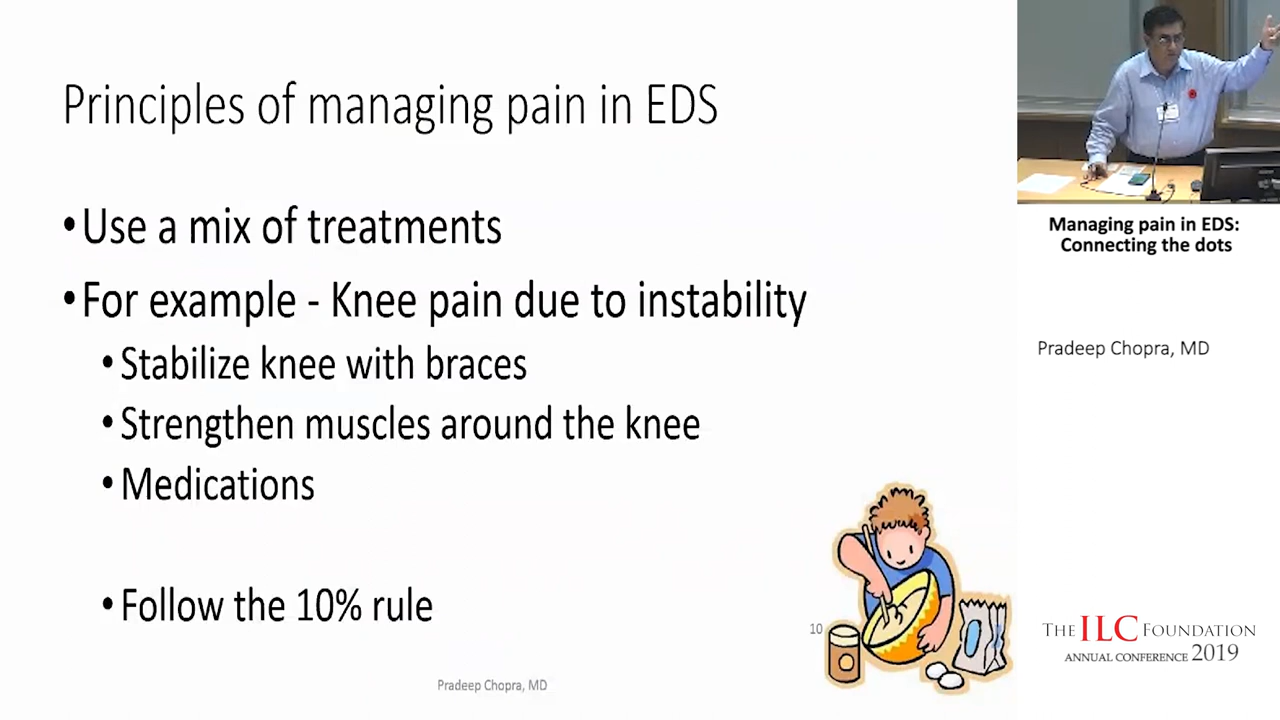 Principles of managing pain in EDS
•Use a mix of treatments
•For example - Knee pain due to instability
•Stabilize knee with braces
•Strengthen muscles around the knee
•Medications
•Follow the 10% rule
10
Pradeep Chopra, MD
Managing pain in EDS:
Connecting the dots
Pradeep Chopra, MD
THE ILC FOUNDATION
ANNUAL CONFERENCE 2019